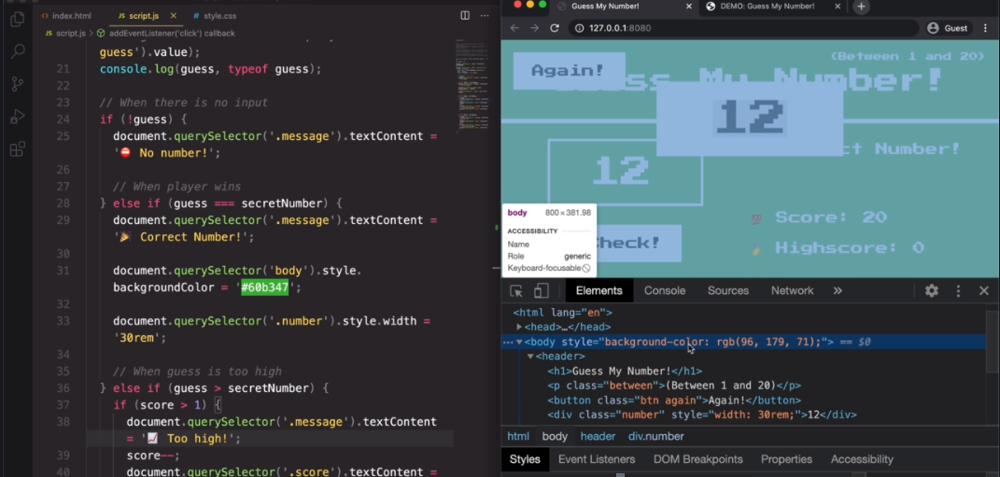 index.html
script.js
style.css
script.js > addEventListener('click') callback
guess').value);
21 console.log(guess, typeof guess);
22
23 // When there is no input
24 if (!guess) {
25 document.querySelector('.message').textContent =
'⛔ No number!';
26
27 // When player wins
28 } else if (guess === secretNumber) {
29 document.querySelector('.message').textContent =
'🎉 Correct Number!';
30
31 document.querySelector('body').style.
backgroundColor = '#60b347';
32
33 document.querySelector('.number').style.width =
'30rem';
34
35 // When guess is too high
36 } else if (guess > secretNumber) {
37 if (score > 1) {
38 document.querySelector('.message').textContent
= '📈 Too high!';
39 score--;
40 document.querySelector('.score').textContent =
Guess My Number!
DEMO: Guess My Number!
127.0.0.1:8080
Guest
(Between 1 and 20)
Again!
ss My Number!
12
ct Number!
12
💯 Score: 20
🥇 Highscore: 0
heck!
body 800 × 381.98
ACCESSIBILITY
Name
Role generic
Keyboard-focusable
Elements Console Sources Network »
<html lang="en">
<head>…</head>
<body style="background-color: rgb(96, 179, 71);"> == $0
<header>
<h1>Guess My Number!</h1>
<p class="between">(Between 1 and 20)</p>
<button class="btn again">Again!</button>
<div class="number" style="width: 30rem;">12</div>
html body header div.number
Styles Event Listeners DOM Breakpoints Properties Accessibility